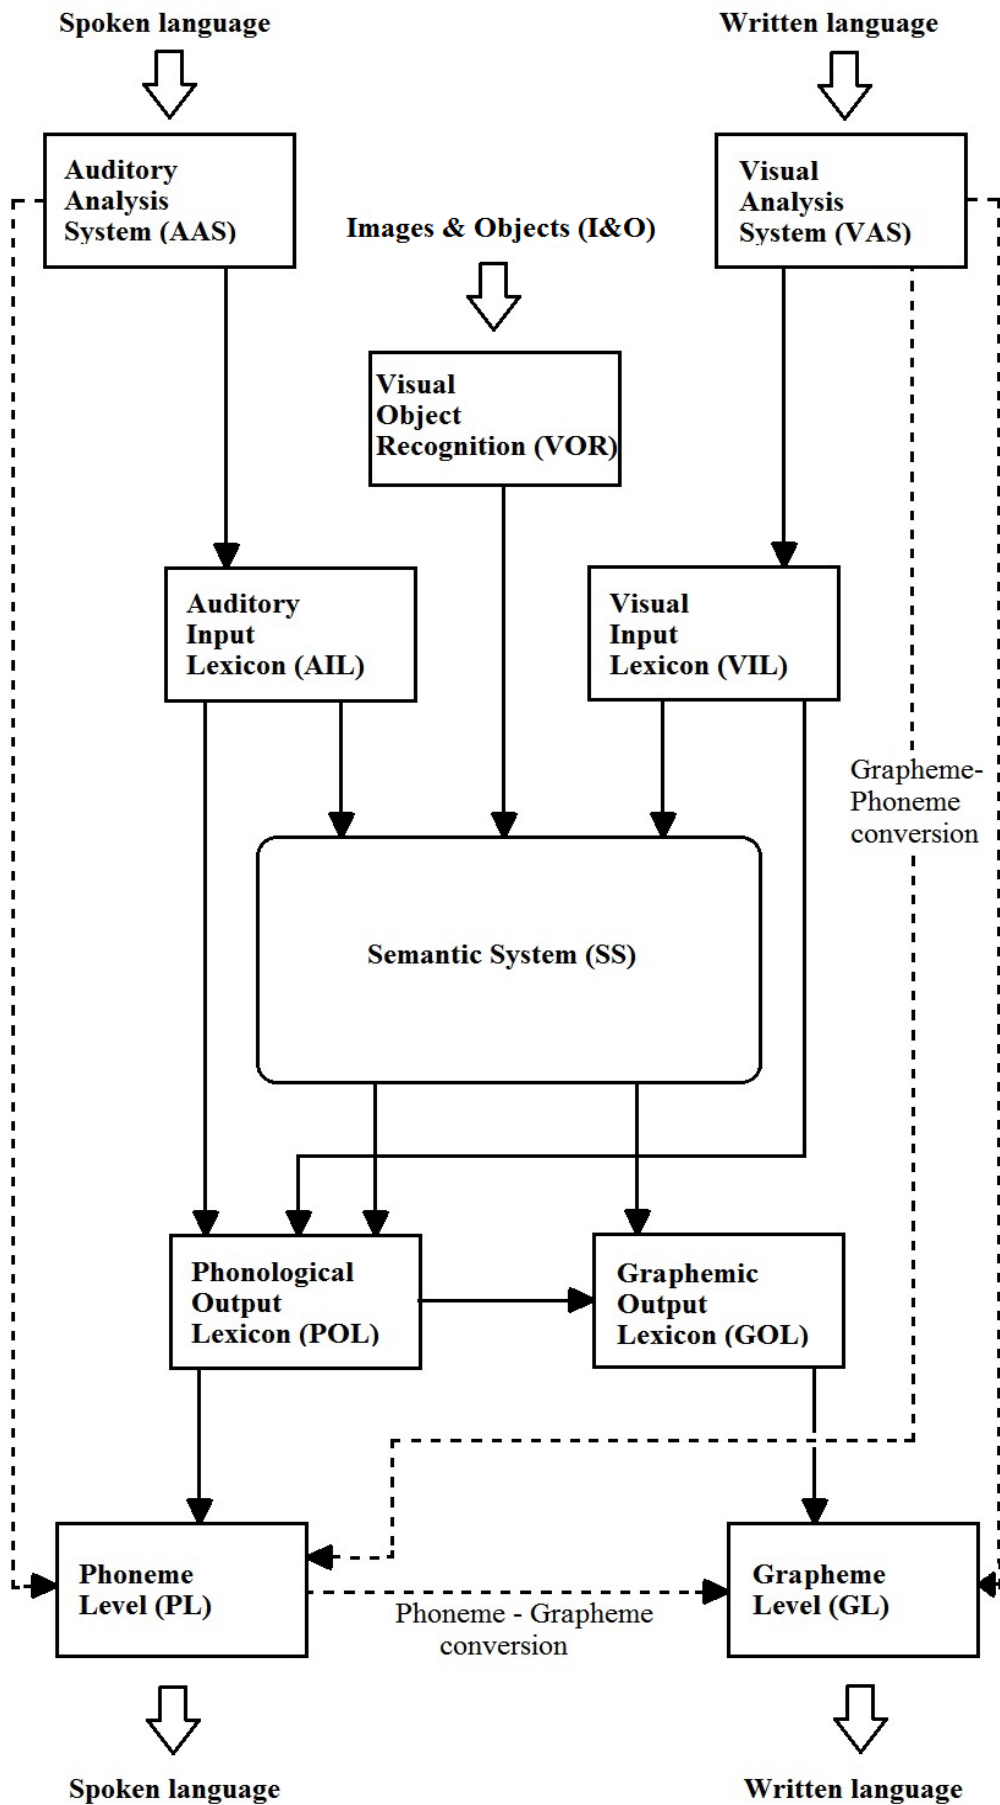 Spoken language
Written language
Auditory
Analysis
System (AAS)
Visual
Analysis
System (VAS)
Images & Objects (I&O)
Visual
Object
Recognition (VOR)
Auditory
Input
Lexicon (AIL)
Visual
Input
Lexicon (VIL)
Grapheme-
Phoneme
conversion
Semantic System (SS)
Phonological
Output
Lexicon (POL)
Graphemic
Output
Lexicon (GOL)
Phoneme
Level (PL)
Phoneme - Grapheme
conversion
Grapheme
Level (GL)
Spoken language
Written language